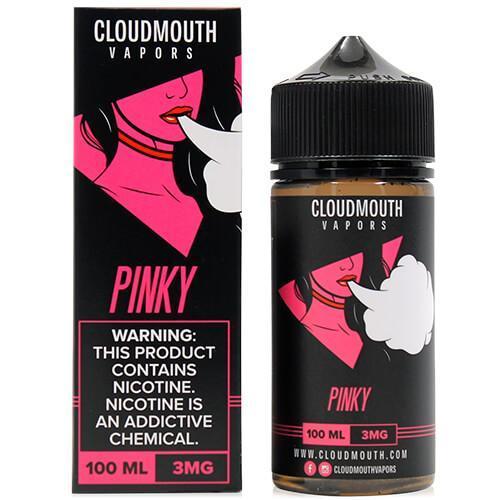 CLOUDMOUTH
VAPORS
PINKY
WARNING:
THIS PRODUCT
CONTAINS
NICOTINE.
NICOTINE IS
AN ADDICTIVE
CHEMICAL.
100 ML 3MG
PUSH
CLOUDMOUTH
VAPORS
PINKY
100 ML 3MG
WWW.CLOUDMOUTH.COM
CLOUDMOUTHVAPORS